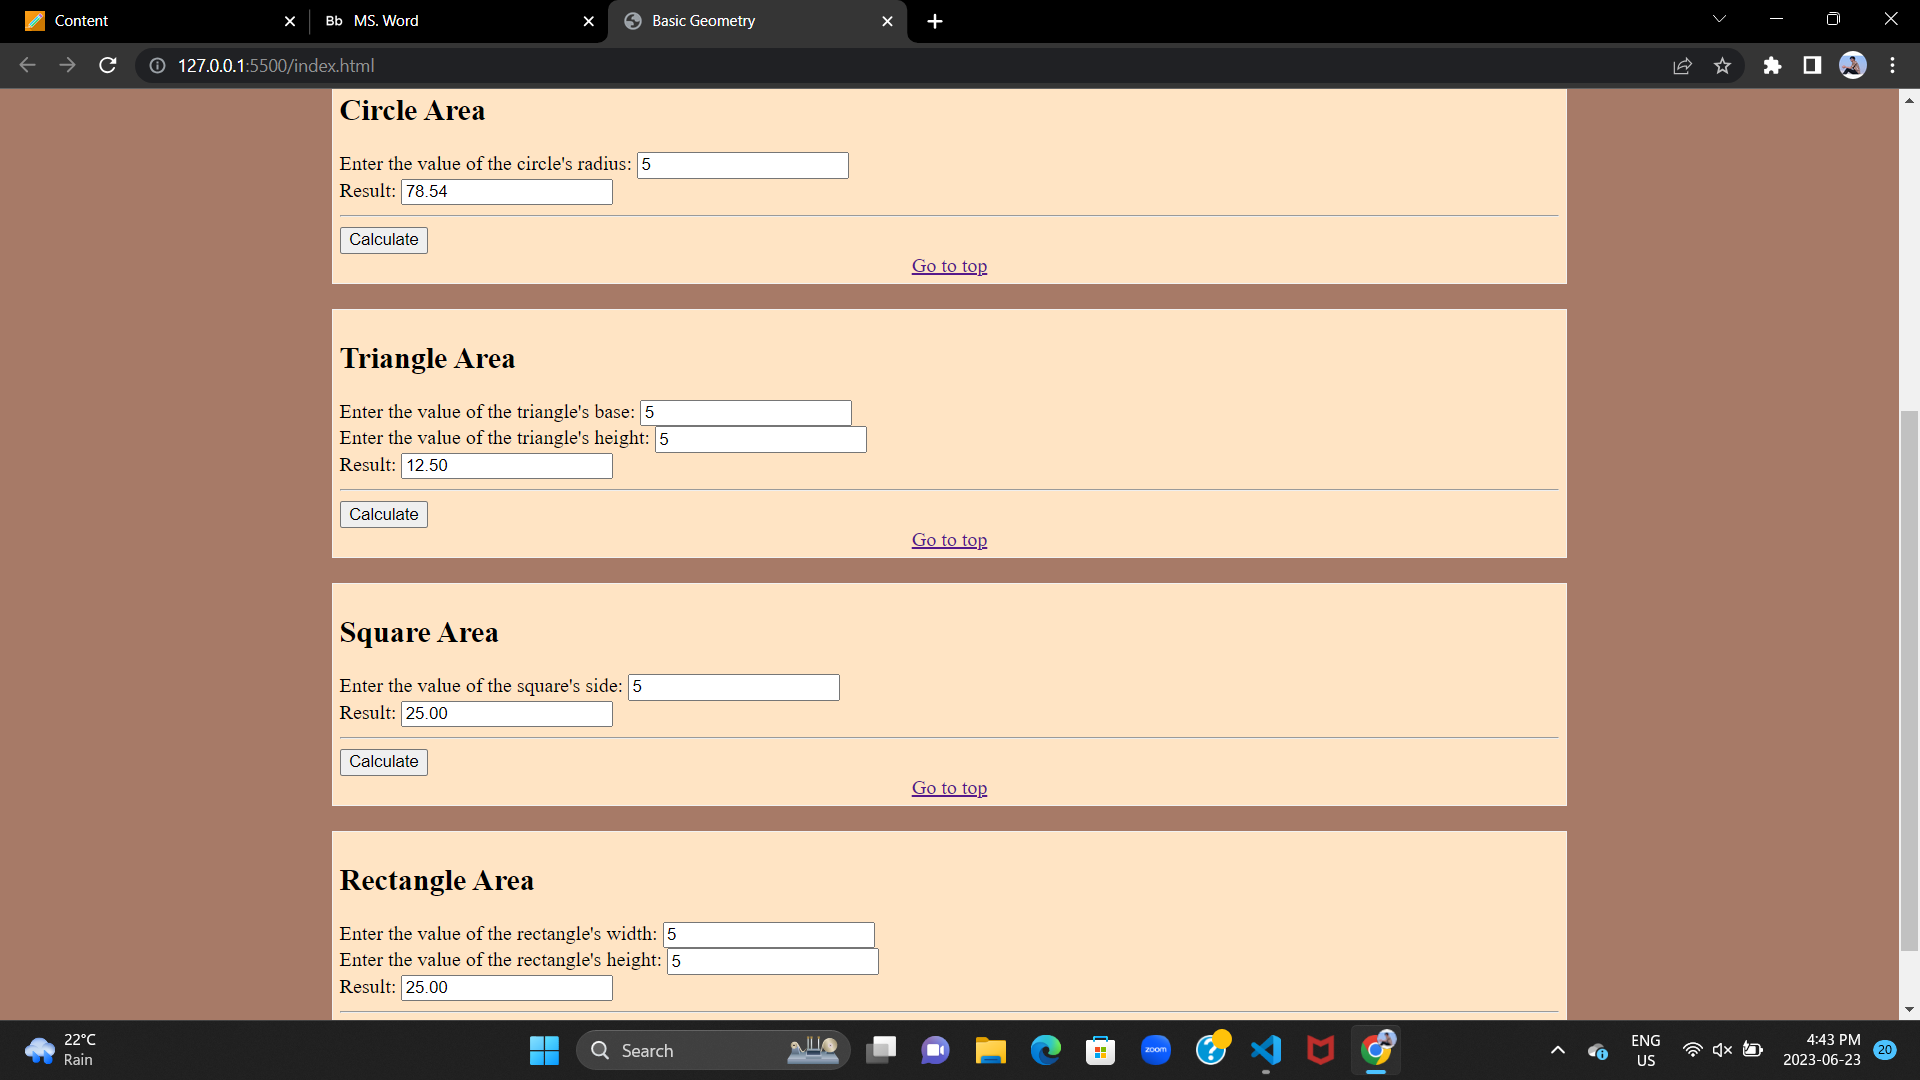 Content
Bb MS. Word
Basic Geometry
127.0.0.1:5500/index.html
Circle Area
Enter the value of the circle's radius: 5
Result: 78.54
Calculate
Go to top
Triangle Area
Enter the value of the triangle's base: 5
Enter the value of the triangle's height: 5
Result: 12.50
Calculate
Go to top
Square Area
Enter the value of the square's side: 5
Result: 25.00
Calculate
Go to top
Rectangle Area
Enter the value of the rectangle's width: 5
Enter the value of the rectangle's height: 5
Result: 25.00
22°C
Rain
Search
zoom
ENG
US
4:43 PM
2023-06-23
20